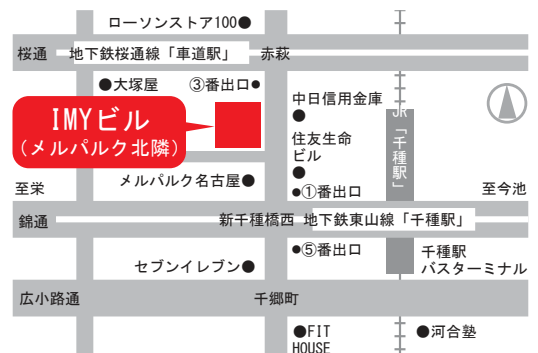 ローソンストア100●
桜通
地下鉄桜通線「車道駅」
赤萩
●大塚屋
③番出口●
IMYビル
(メルパルク北隣)
中日信用金庫
●
JR「千種駅」
住友生命
ビル
●
メルパルク名古屋●
●①番出口
至栄
至今池
錦通
新千種橋西
地下鉄東山線「千種駅」
●⑤番出口
千種駅
バスターミナル
セブンイレブン●
広小路通
千郷町
●FIT
HOUSE
●河合塾